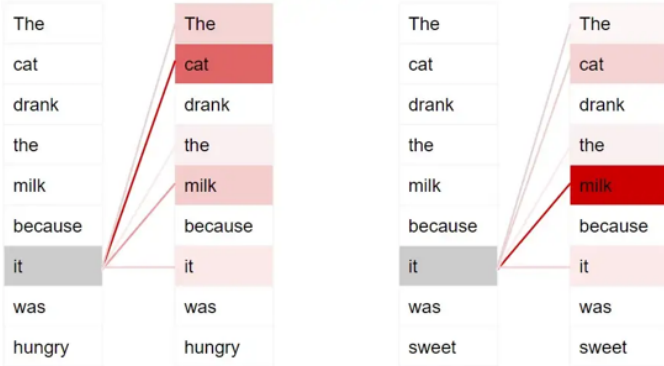 The The The The
cat cat cat cat
drank drank drank drank
the the the the
milk milk milk milk
because because because because
it it it it
was was was was
hungry hungry sweet sweet